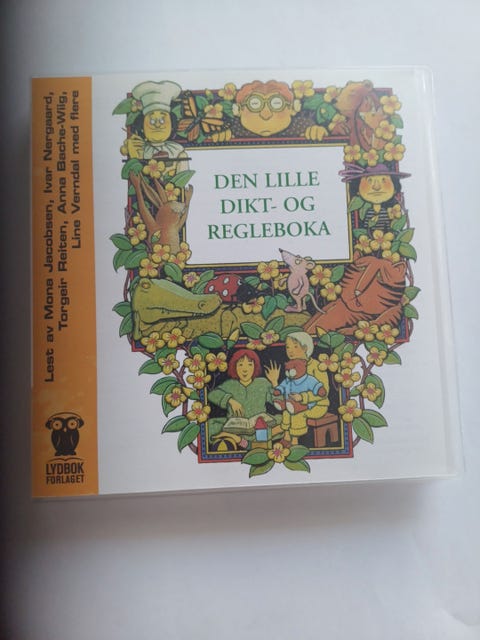 Lest av Mona Jacobsen, Ivar Nergaard,
Torgeir Reiten, Anna Bache-Wiig,
Line Verndal med flere
DEN LILLE
DIKT- OG
REGLEBOKA
LYDBOK
FORLAGET